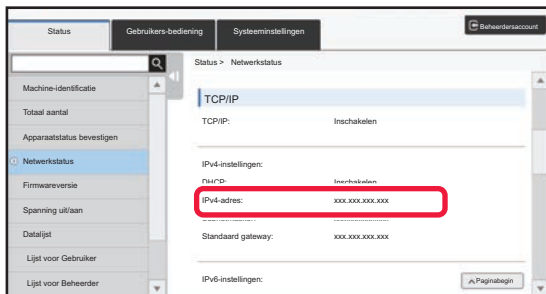 Status
Gebruikers-bediening
Systeeminstellingen
Beheerdersaccount
Status > Netwerkstatus
Machine-identificatie
Totaal aantal
Apparaatstatus bevestigen
Netwerkstatus
Firmwareversie
Spanning uit/aan
Datalijst
Lijst voor Gebruiker
Lijst voor Beheerder
TCP/IP
TCP/IP: Inschakelen
IPv4-instellingen:
DHCP: Inschakelen
IPv4-adres: xxx.xxx.xxx.xxx
Standaard gateway: xxx.xxx.xxx.xxx
IPv6-instellingen:
Paginabegin